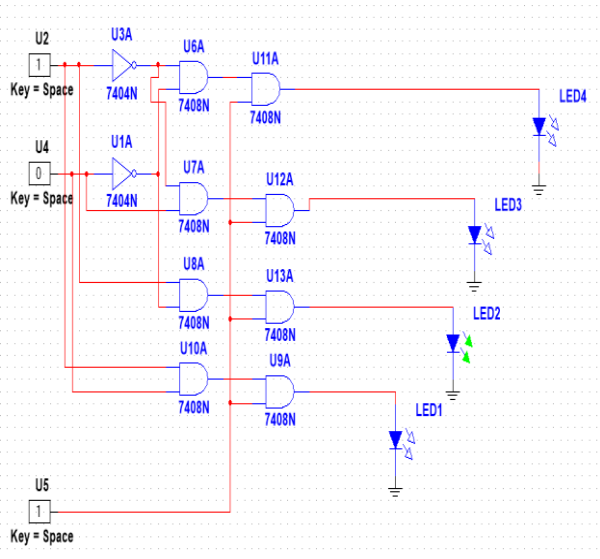 U2
1
Key = Space
U3A
7404N
U6A
7408N
U11A
7408N
LED4
U4
0
Key = Space
U1A
7404N
U7A
7408N
U12A
7408N
LED3
U8A
7408N
U13A
7408N
LED2
U10A
7408N
U9A
7408N
LED1
U5
1
Key = Space